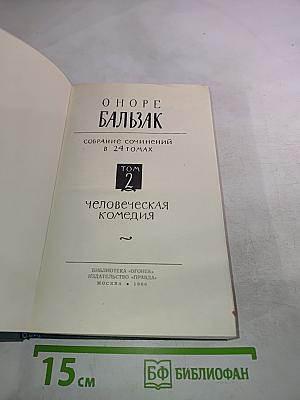 ОНОРЕ
БАЛЬЗАК
СОБРАНИЕ СОЧИНЕНИЙ
В 24 ТОМАХ
ТОМ
2
ЧЕЛОВЕЧЕСКАЯ
КОМЕДИЯ
БИБЛИОТЕКА «ОГОНЕК»
ИЗДАТЕЛЬСТВО «ПРАВДА»
МОСКВА • 1960
15 см
БФ БИБЛИОФАН